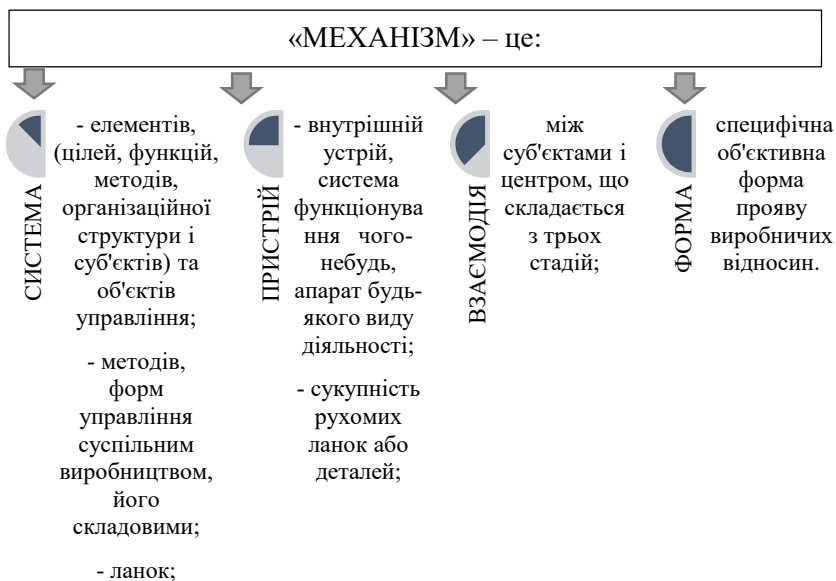 «МЕХАНІЗМ» – це:
СИСТЕМА
- елементів,
(цілей, функцій,
методів,
організаційної
структури і
суб'єктів) та
об'єктів
управління;
- методів,
форм
управління
суспільним
виробництвом,
його
складовими;
- ланок;
ПРИСТРІЙ
- внутрішній
устрій,
система
функціонува
ння чого-
небудь,
апарат будь-
якого виду
діяльності;
- сукупність
рухомих
ланок або
деталей;
ВЗАЄМОДІЯ
між
суб'єктами і
центром, що
складається
з трьох
стадій;
ФОРМА
специфічна
об'єктивна
форма
прояву
виробничих
відносин.